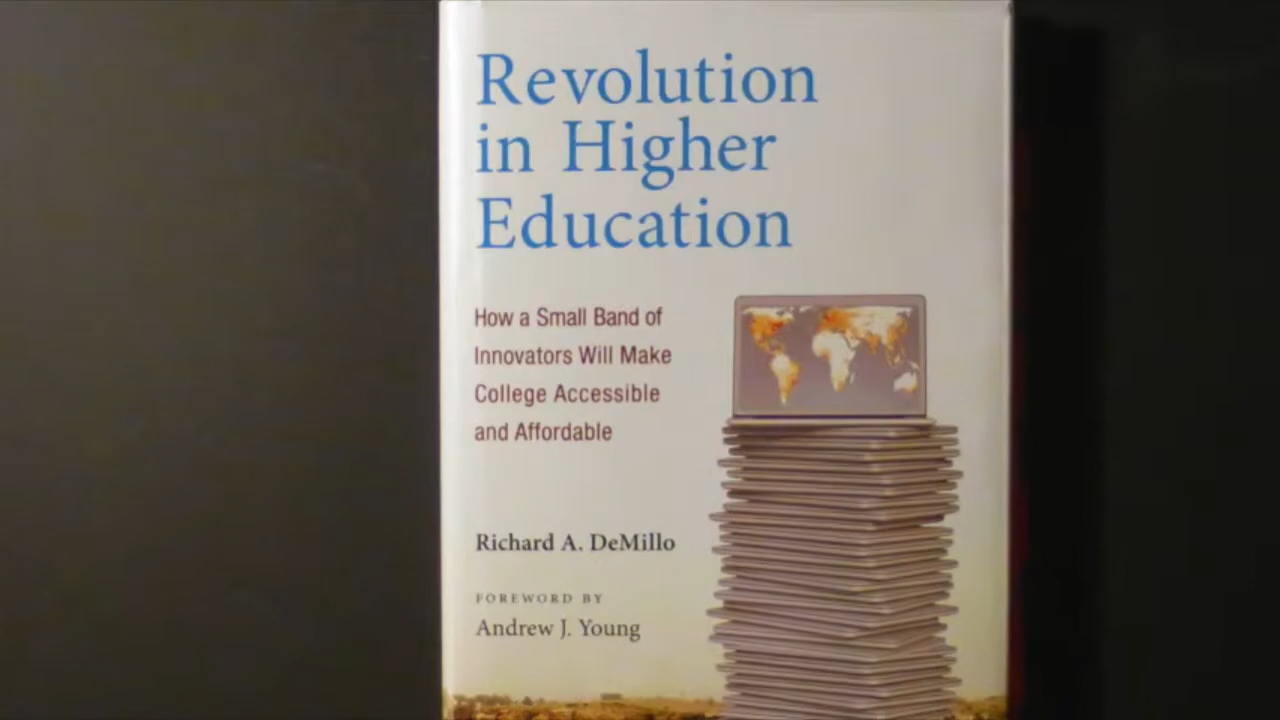 Revolution
in Higher
Education
How a Small Band of
Innovators Will Make
College Accessible
and Affordable
Richard A. DeMillo
FOREWORD BY
Andrew J. Young